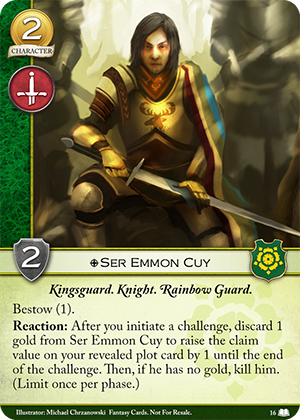 2
CHARACTER
2
Ser Emmon Cuy
Kingsguard. Knight. Rainbow Guard.
Bestow (1).
Reaction: After you initiate a challenge, discard 1
gold from Ser Emmon Cuy to raise the claim
value on your revealed plot card by 1 until the end
of the challenge. Then, if he has no gold, kill him.
(Limit once per phase.)
Illustrator: Michael Chrzanowski Fantasy Cards. Not For Resale.
16